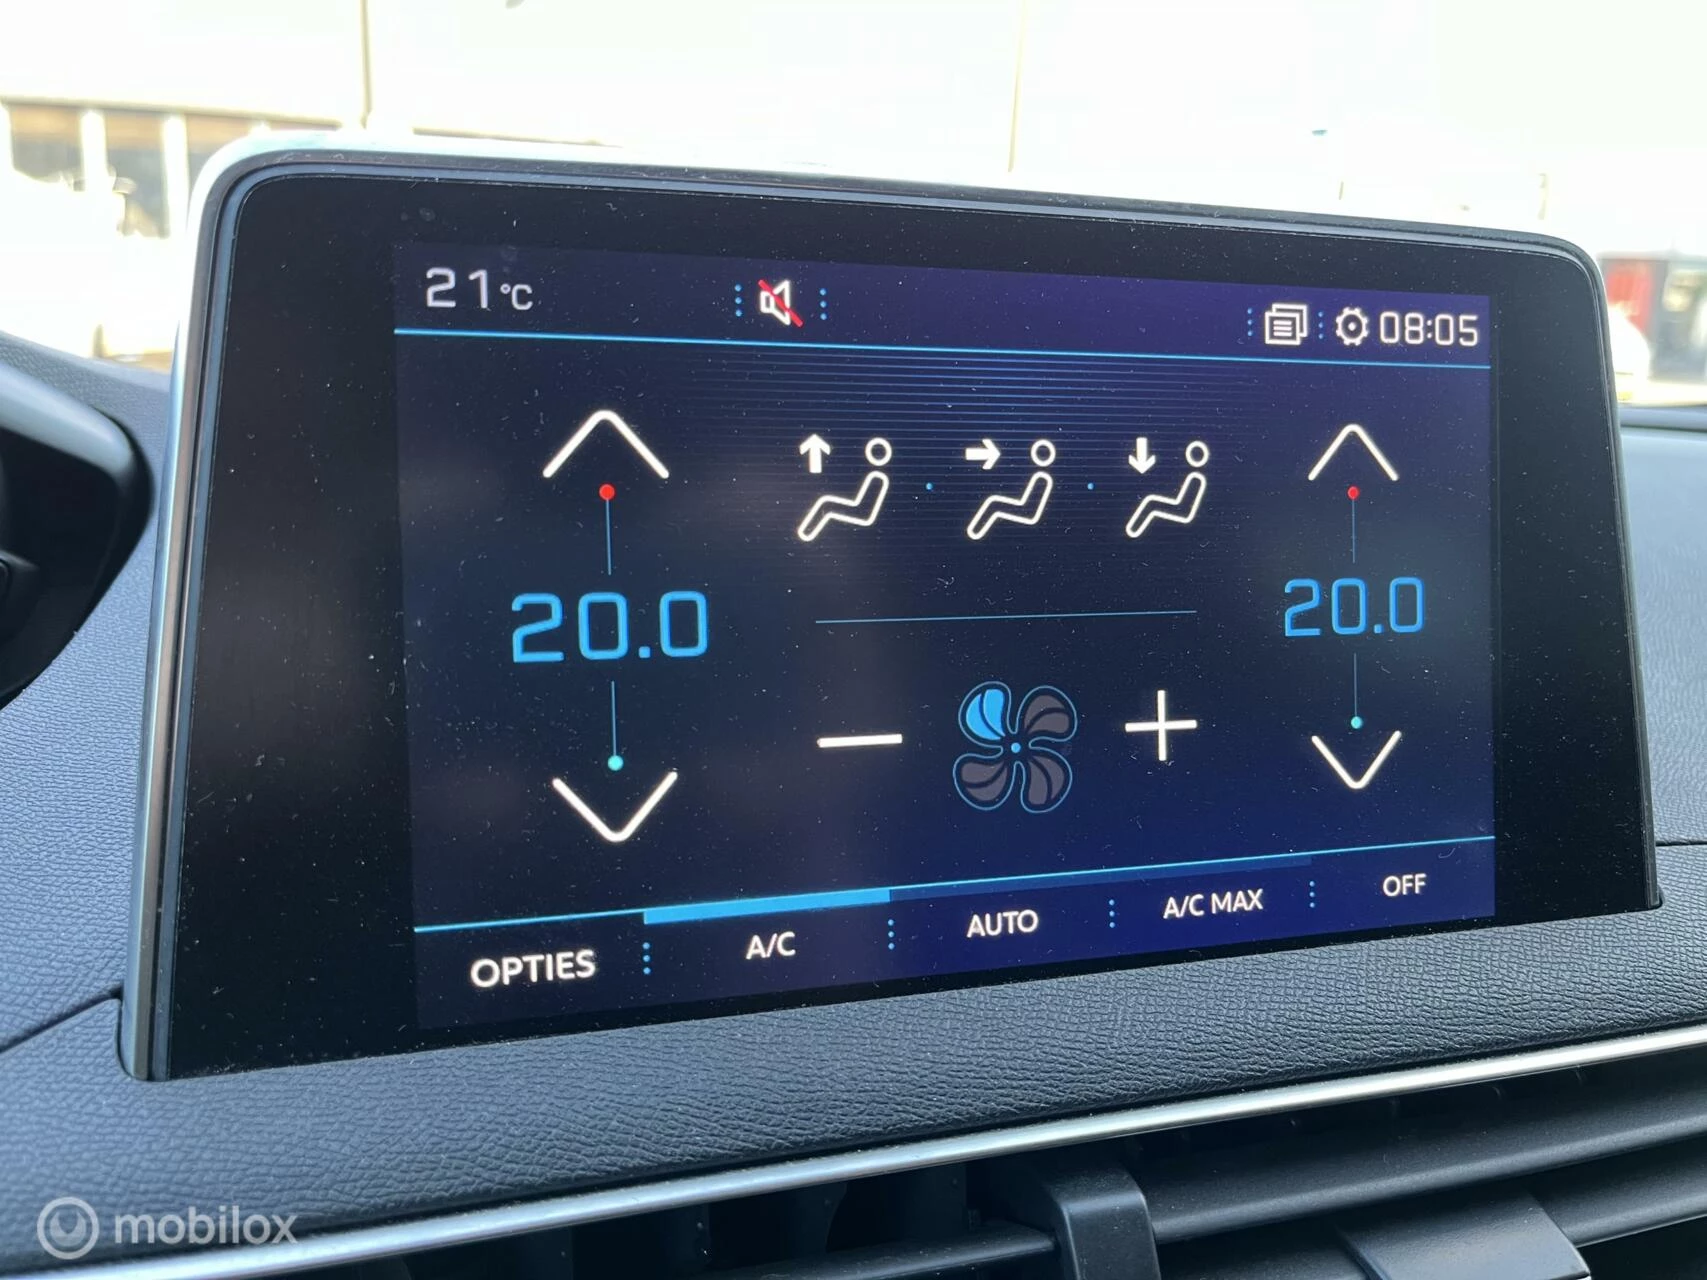 21°C
08:05
20.0
20.0
OPTIES A/C AUTO A/C MAX OFF
mobilox